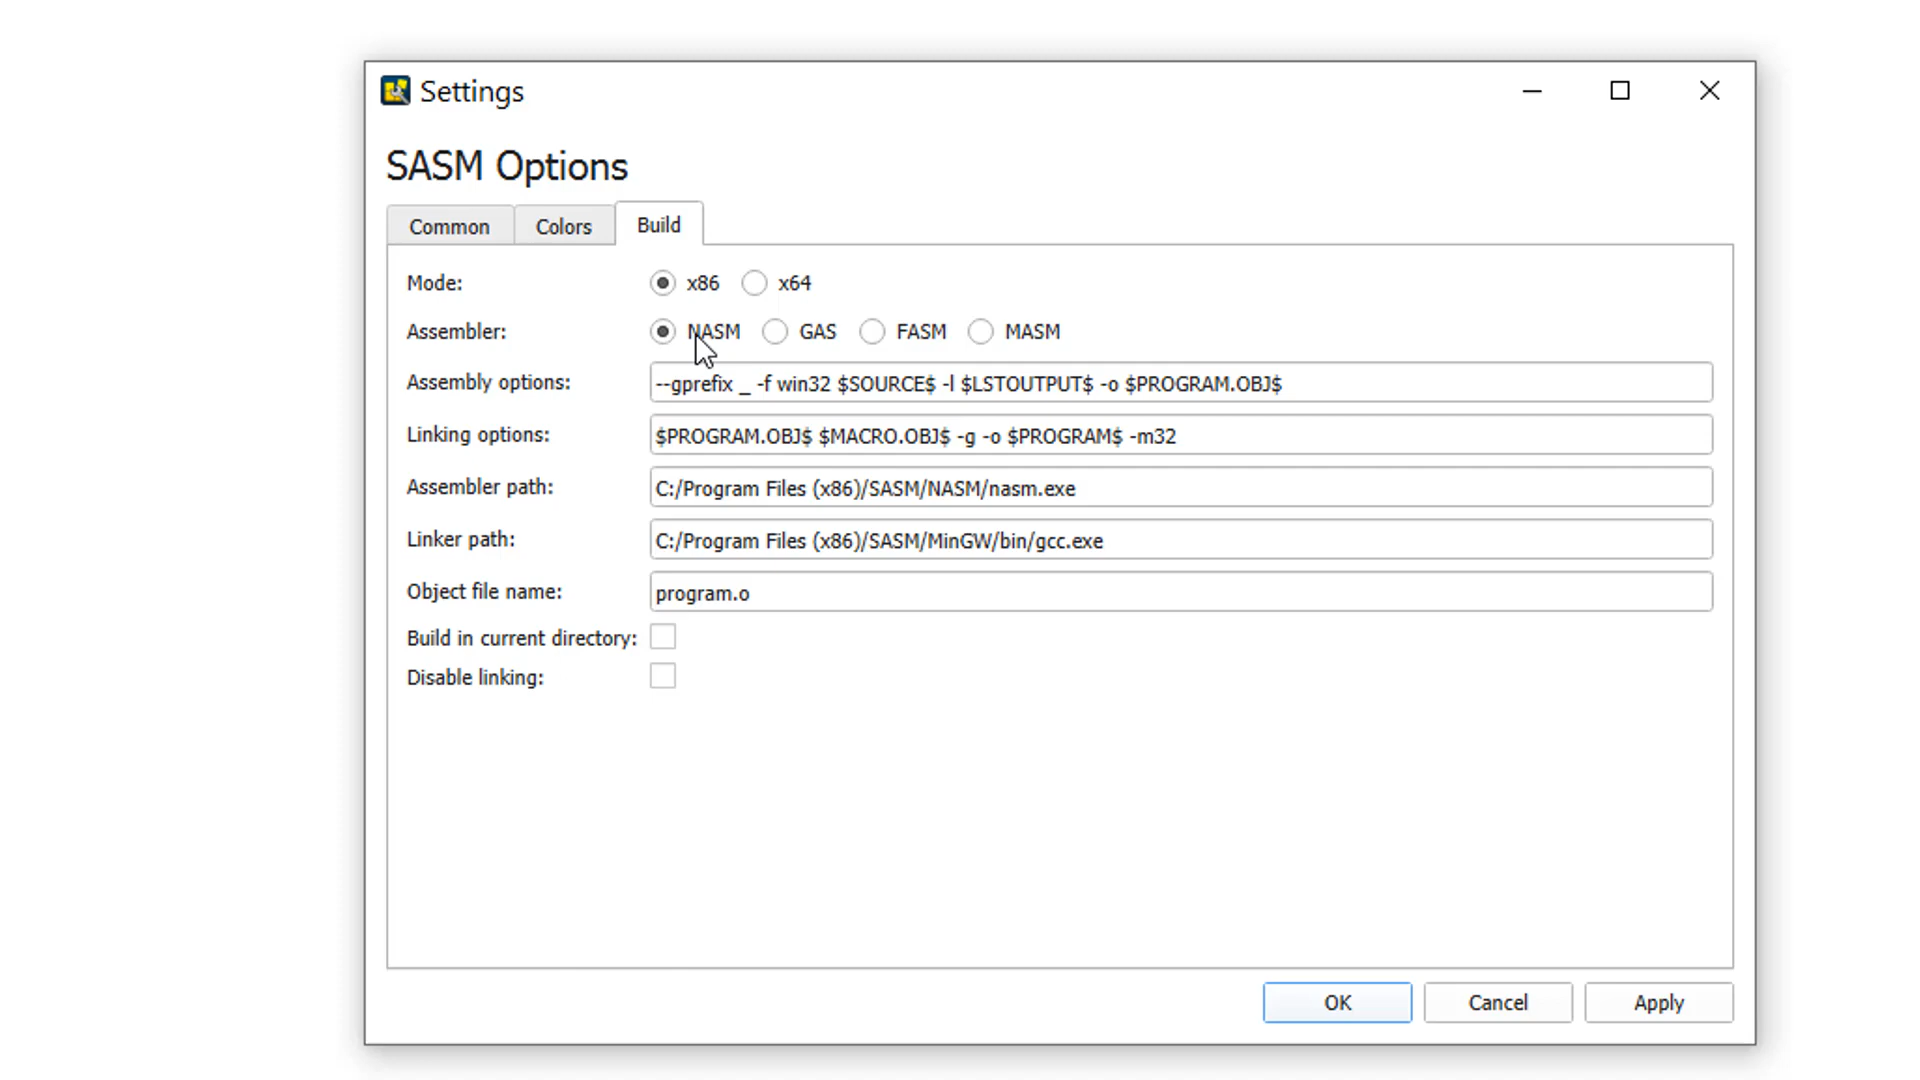 Settings
SASM Options
Common Colors Build
Mode: x86 x64
Assembler: NASM GAS FASM MASM
Assembly options: --gprefix _ -f win32 $SOURCE$ -l $LSTOUTPUT$ -o $PROGRAM.OBJ$
Linking options: $PROGRAM.OBJ$ $MACRO.OBJ$ -g -o $PROGRAM$ -m32
Assembler path: C:/Program Files (x86)/SASM/NASM/nasm.exe
Linker path: C:/Program Files (x86)/SASM/MinGW/bin/gcc.exe
Object file name: program.o
Build in current directory:
Disable linking:
OK Cancel Apply